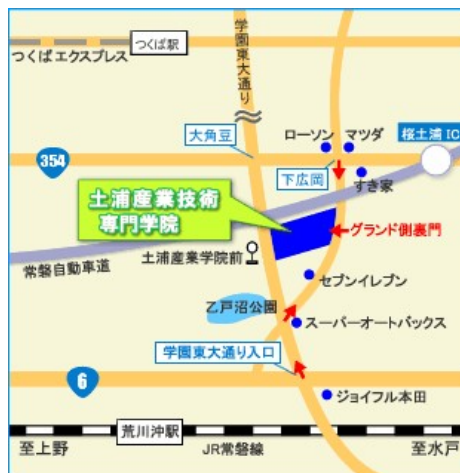 つくば駅
つくばエクスプレス
学園東大通り
大角豆
ローソン
マツダ
桜土浦 IC
354
下広岡
すき家
土浦産業技術
専門学院
グランド側裏門
常磐自動車道
土浦産業学院前
セブンイレブン
乙戸沼公園
スーパーオートバックス
学園東大通り入口
6
ジョイフル本田
荒川沖駅
至上野
JR常磐線
至水戸